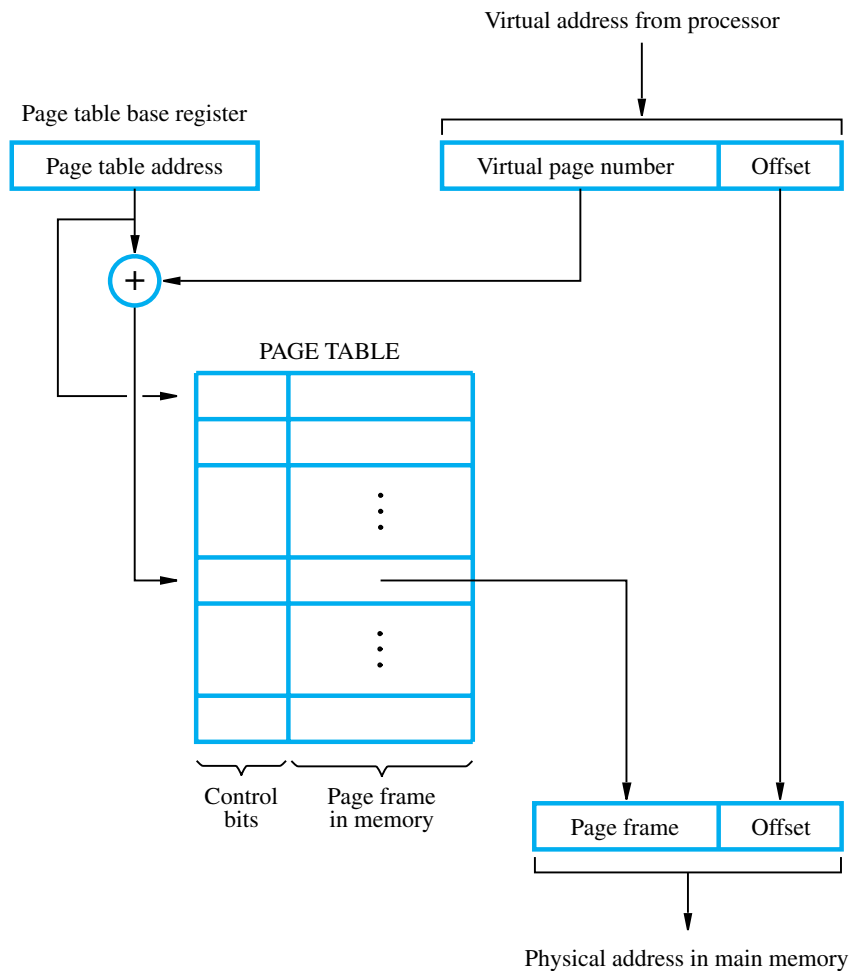 Virtual address from processor
Page table base register
Page table address
Virtual page number
Offset
+
PAGE TABLE
Control
bits
Page frame
in memory
Page frame
Offset
Physical address in main memory